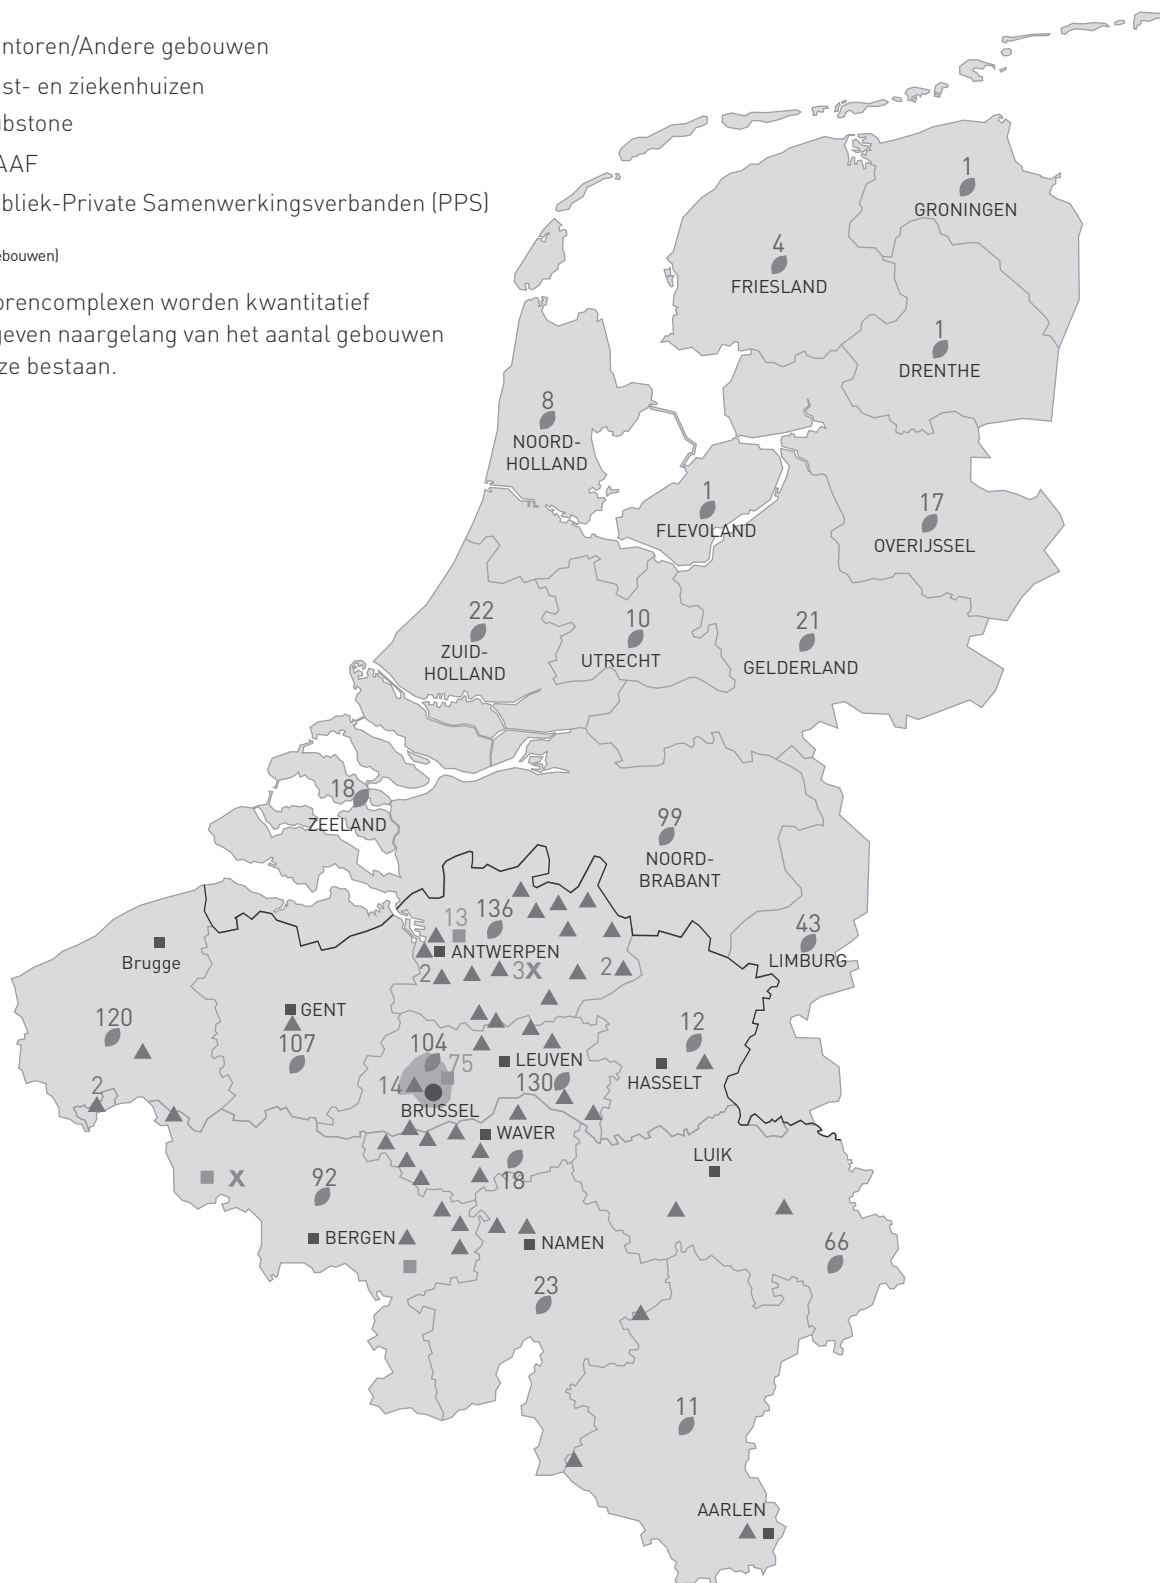 ntoren/Andere gebouwen
st- en ziekenhuizen
bstone
AAF
bliek-Private Samenwerkingsverbanden (PPS)
ebouwen)
orencomplexen worden kwantitatief
geven naargelang van het aantal gebouwen
ze bestaan.
1
GRONINGEN
4
FRIESLAND
1
DRENTHE
8
NOORD-
HOLLAND
1
FLEVOLAND
17
OVERIJSSEL
22
ZUID-
HOLLAND
10
UTRECHT
21
GELDERLAND
18
ZEELAND
99
NOORD-
BRABANT
43
LIMBURG
13
136
ANTWERPEN
2
3X
2
Brugge
120
2
GENT
107
104
75
14
BRUSSEL
LEUVEN
130
12
HASSELT
WAVER
18
LUIK
66
X
92
BERGEN
NAMEN
23
11
AARLEN